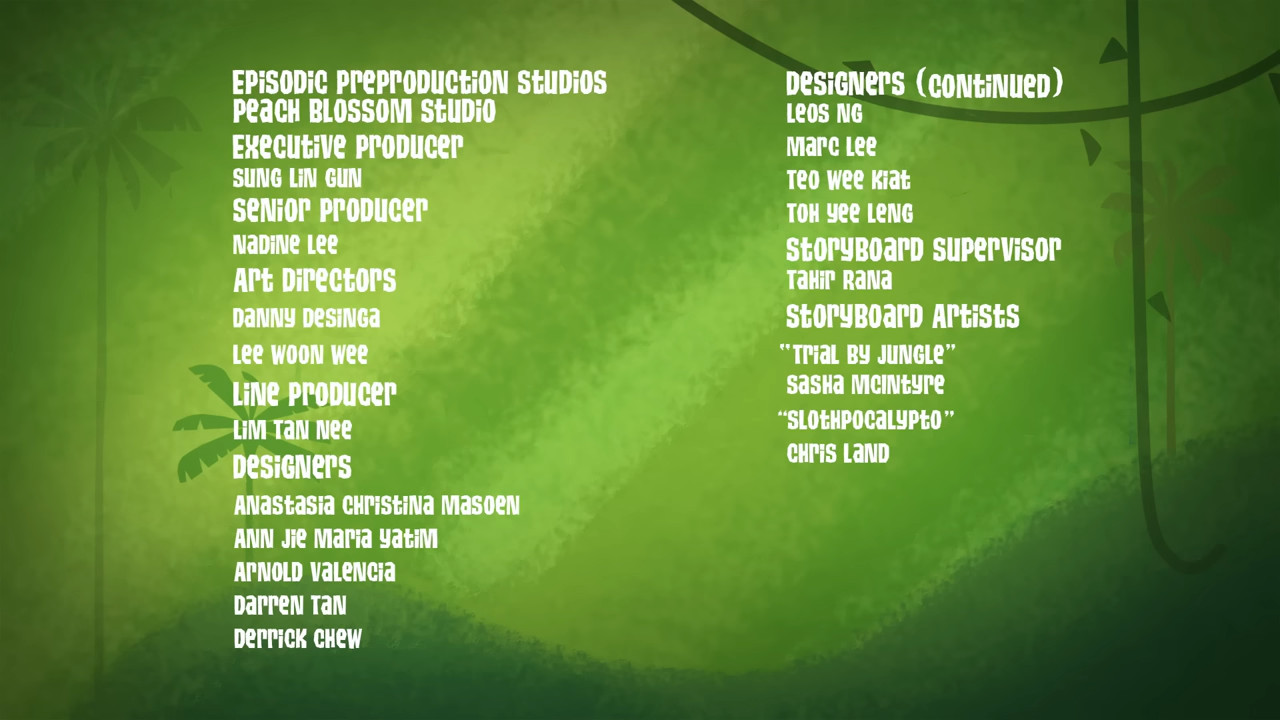 Episodic Preproduction Studios
Peach Blossom Studio
Executive Producer
Sung Lin Gun
Senior Producer
Nadine Lee
Art Directors
Danny Desinga
Lee Woon Wee
Line Producer
Lim Tan Nee
Designers
Anastasia Christina Masoen
Ann Jie Maria Yatim
Arnold Valencia
Darren Tan
Derrick Chew
Designers (Continued)
Leos Ng
Marc Lee
Teo Wee Kiat
Toh Yee Leng
Storyboard Supervisor
Tahir Rana
Storyboard Artists
"Trial By Jungle"
Sasha McIntyre
"Slothpocalypto"
Chris Land